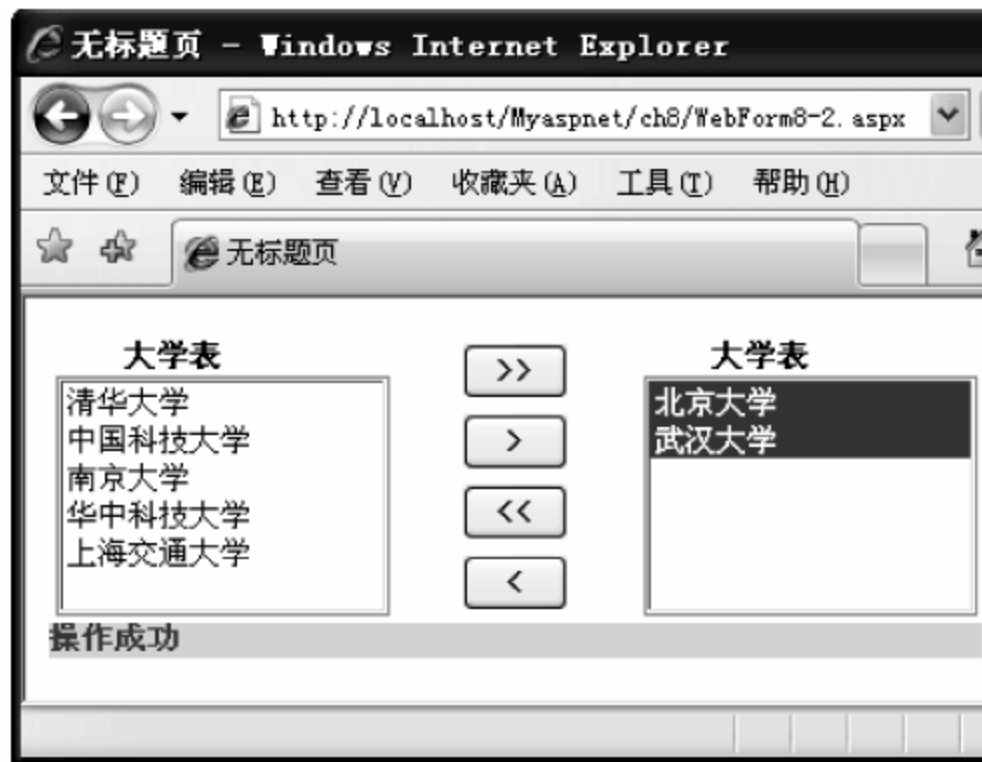 无标题页 - Windows Internet Explorer
http://localhost/Myaspnet/ch8/WebForm8-2.aspx
文件(F) 编辑(E) 查看(V) 收藏夹(A) 工具(T) 帮助(H)
无标题页
大学表 大学表
清华大学
中国科技大学
南京大学
华中科技大学
上海交通大学
>>
>
<<
<
北京大学
武汉大学
操作成功